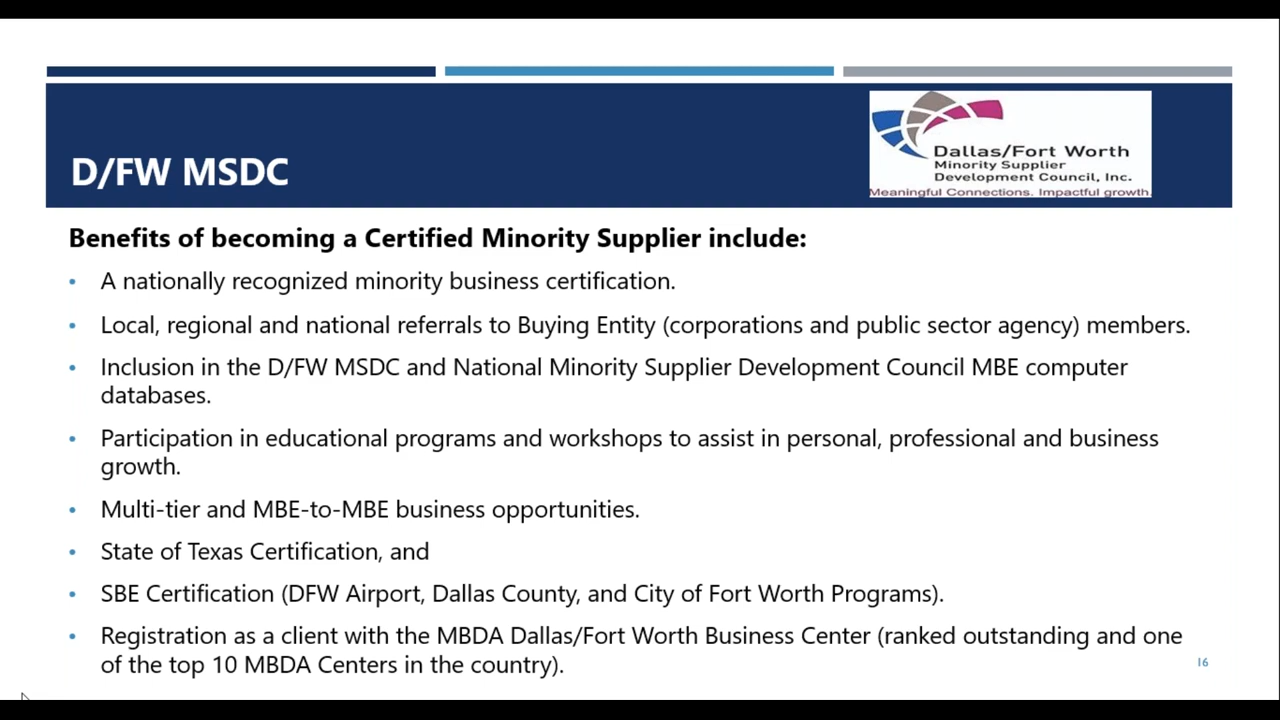 D/FW MSDC
Dallas/Fort Worth
Minority Supplier
Development Council, Inc.
Meaningful Connections. Impactful growth.
Benefits of becoming a Certified Minority Supplier include:
• A nationally recognized minority business certification.
• Local, regional and national referrals to Buying Entity (corporations and public sector agency) members.
• Inclusion in the D/FW MSDC and National Minority Supplier Development Council MBE computer
databases.
• Participation in educational programs and workshops to assist in personal, professional and business
growth.
• Multi-tier and MBE-to-MBE business opportunities.
• State of Texas Certification, and
• SBE Certification (DFW Airport, Dallas County, and City of Fort Worth Programs).
• Registration as a client with the MBDA Dallas/Fort Worth Business Center (ranked outstanding and one
of the top 10 MBDA Centers in the country).
16